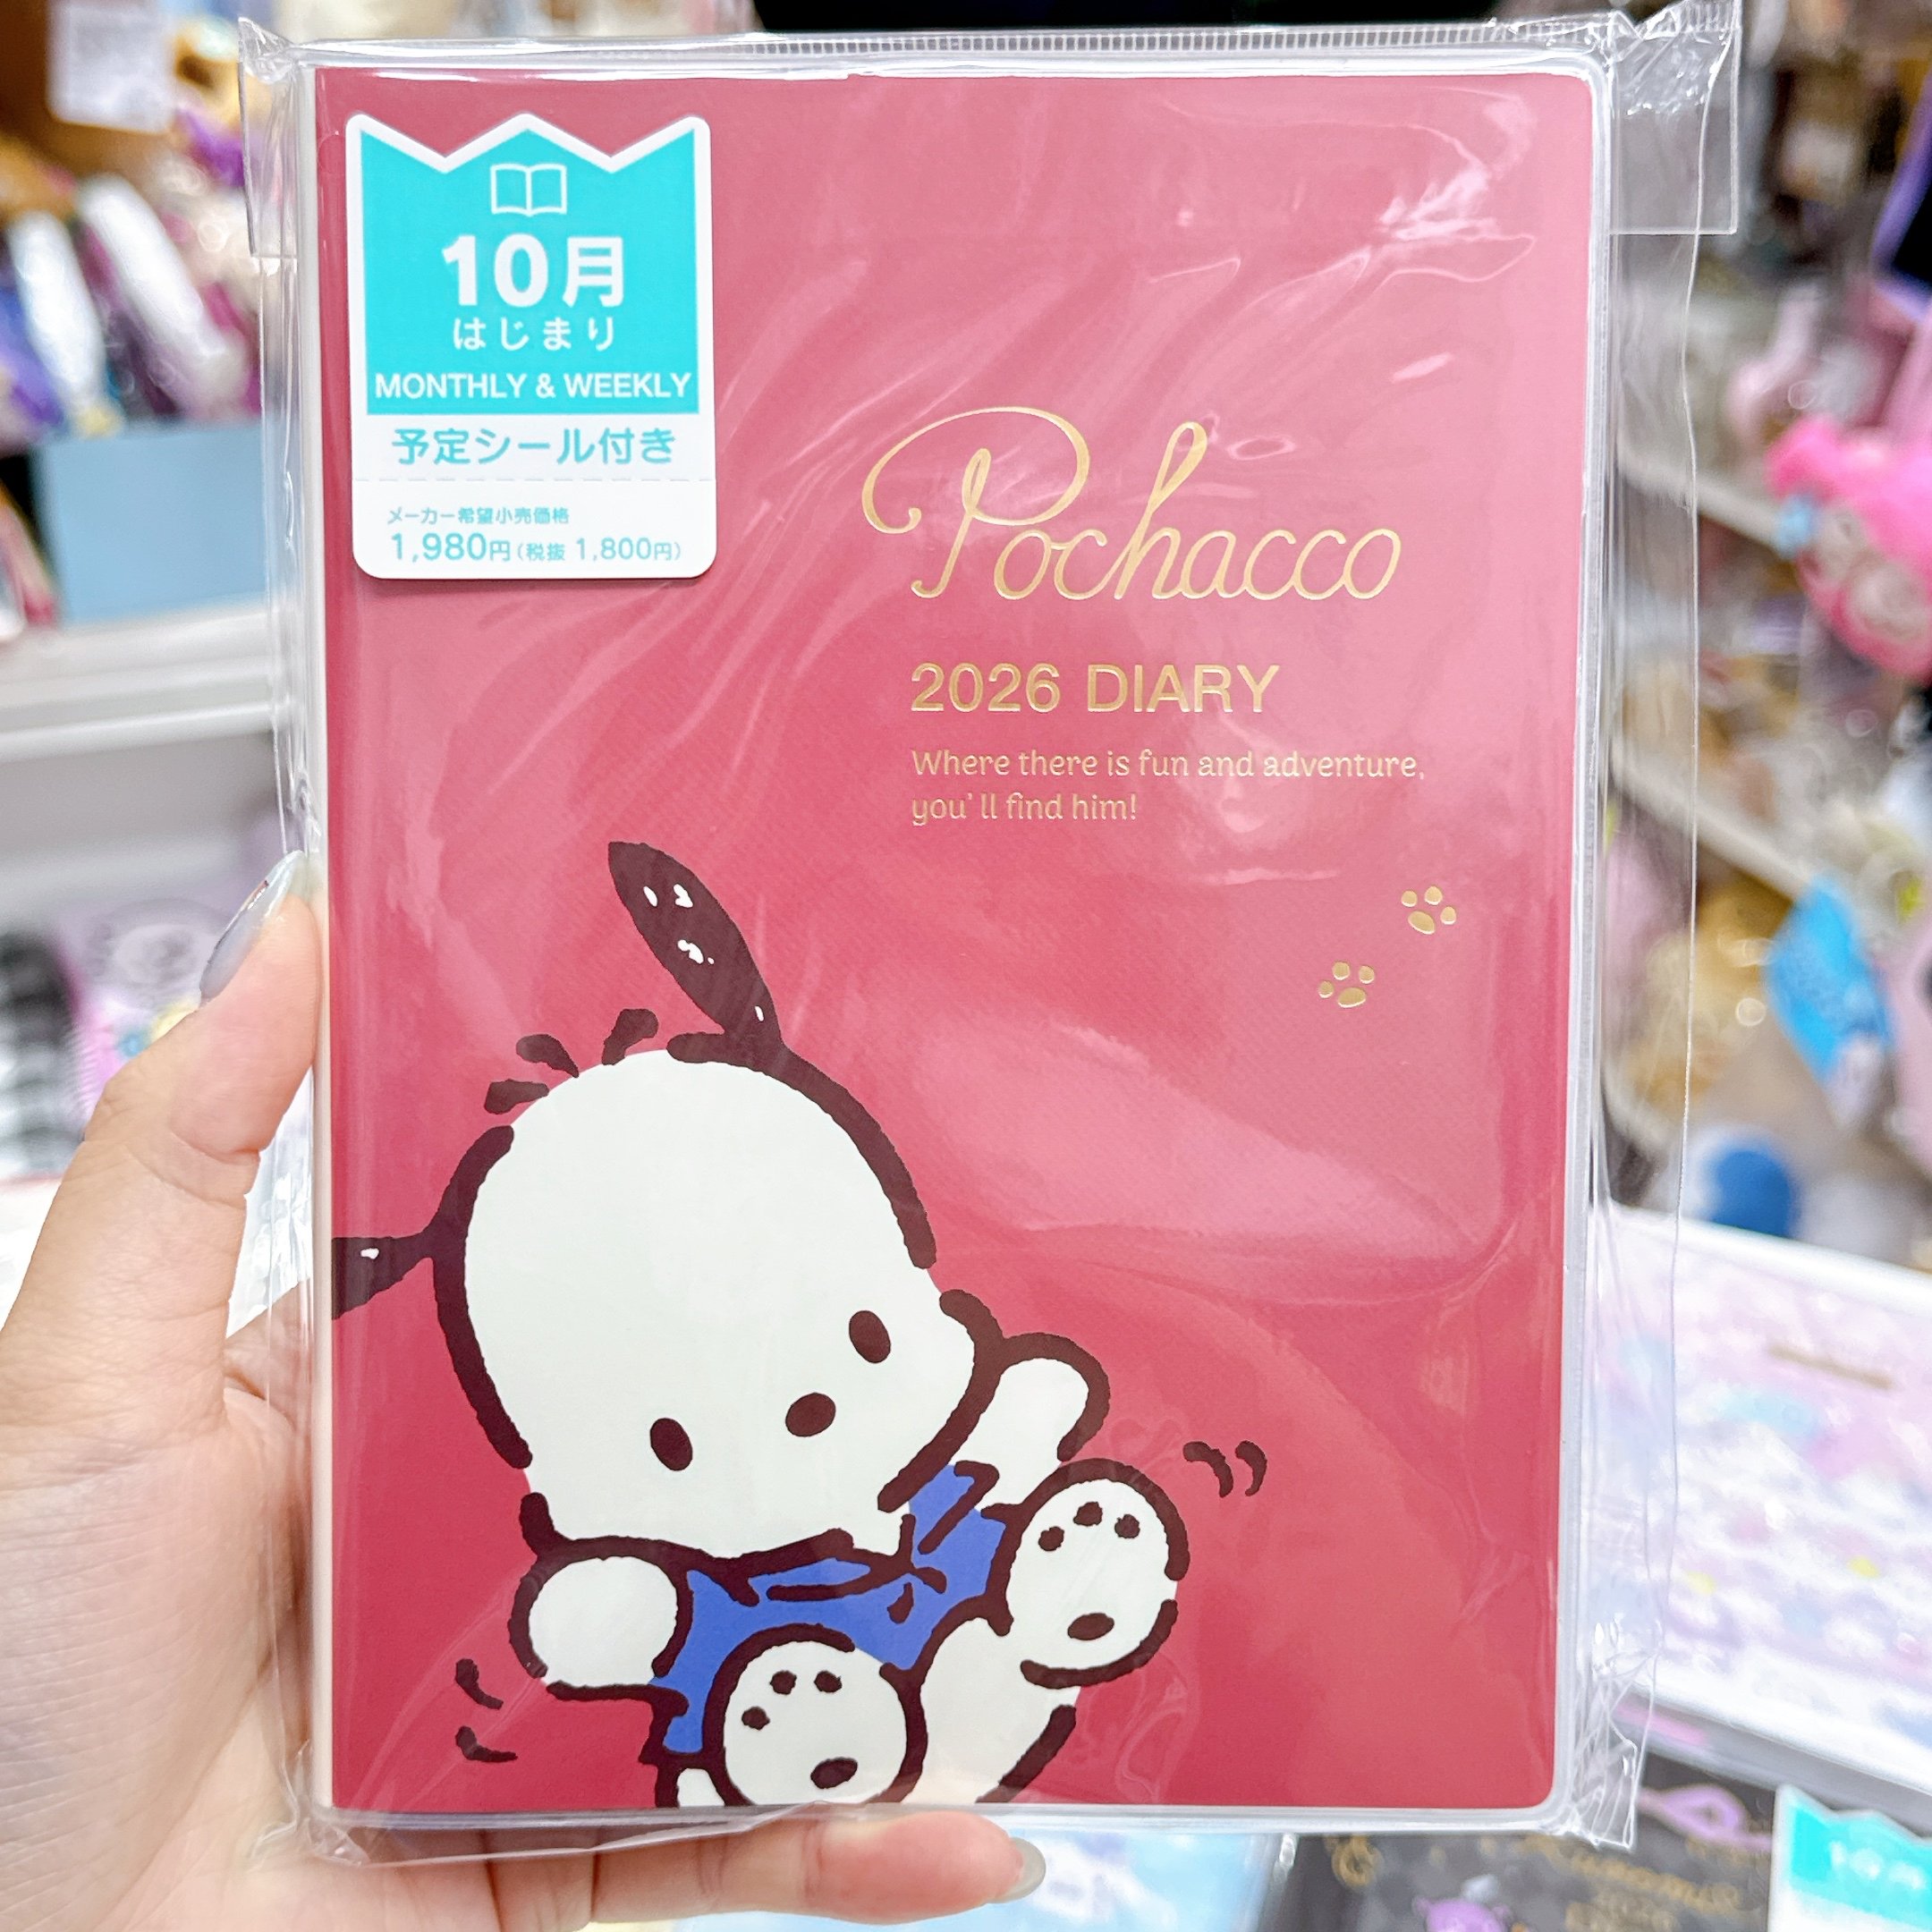 10月
はじまり
MONTHLY & WEEKLY
予定シール付き
メーカー希望小売価格
1,980円(税抜 1,800円)
Pochacco
2026 DIARY
Where there is fun and adventure,
you'll find him!